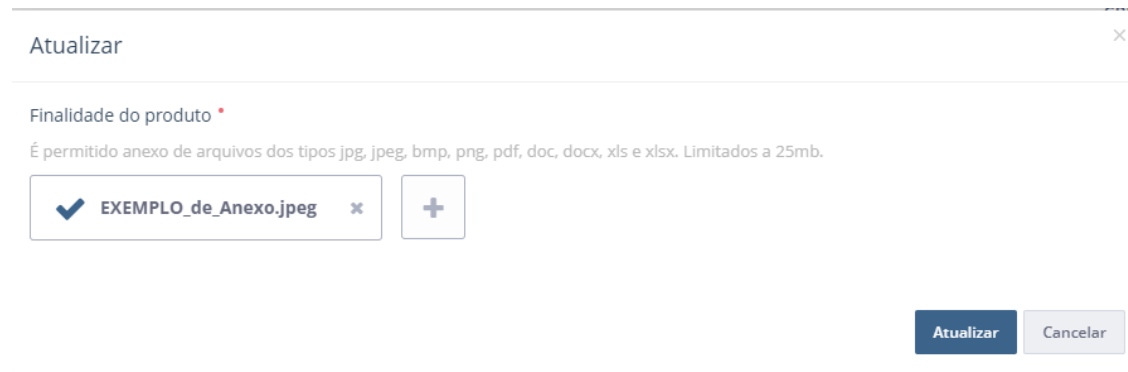 Atualizar
Finalidade do produto *
É permitido anexo de arquivos dos tipos jpg, jpeg, bmp, png, pdf, doc, docx, xls e xlsx. Limitados a 25mb.
EXEMPLO_de_Anexo.jpeg
Atualizar Cancelar